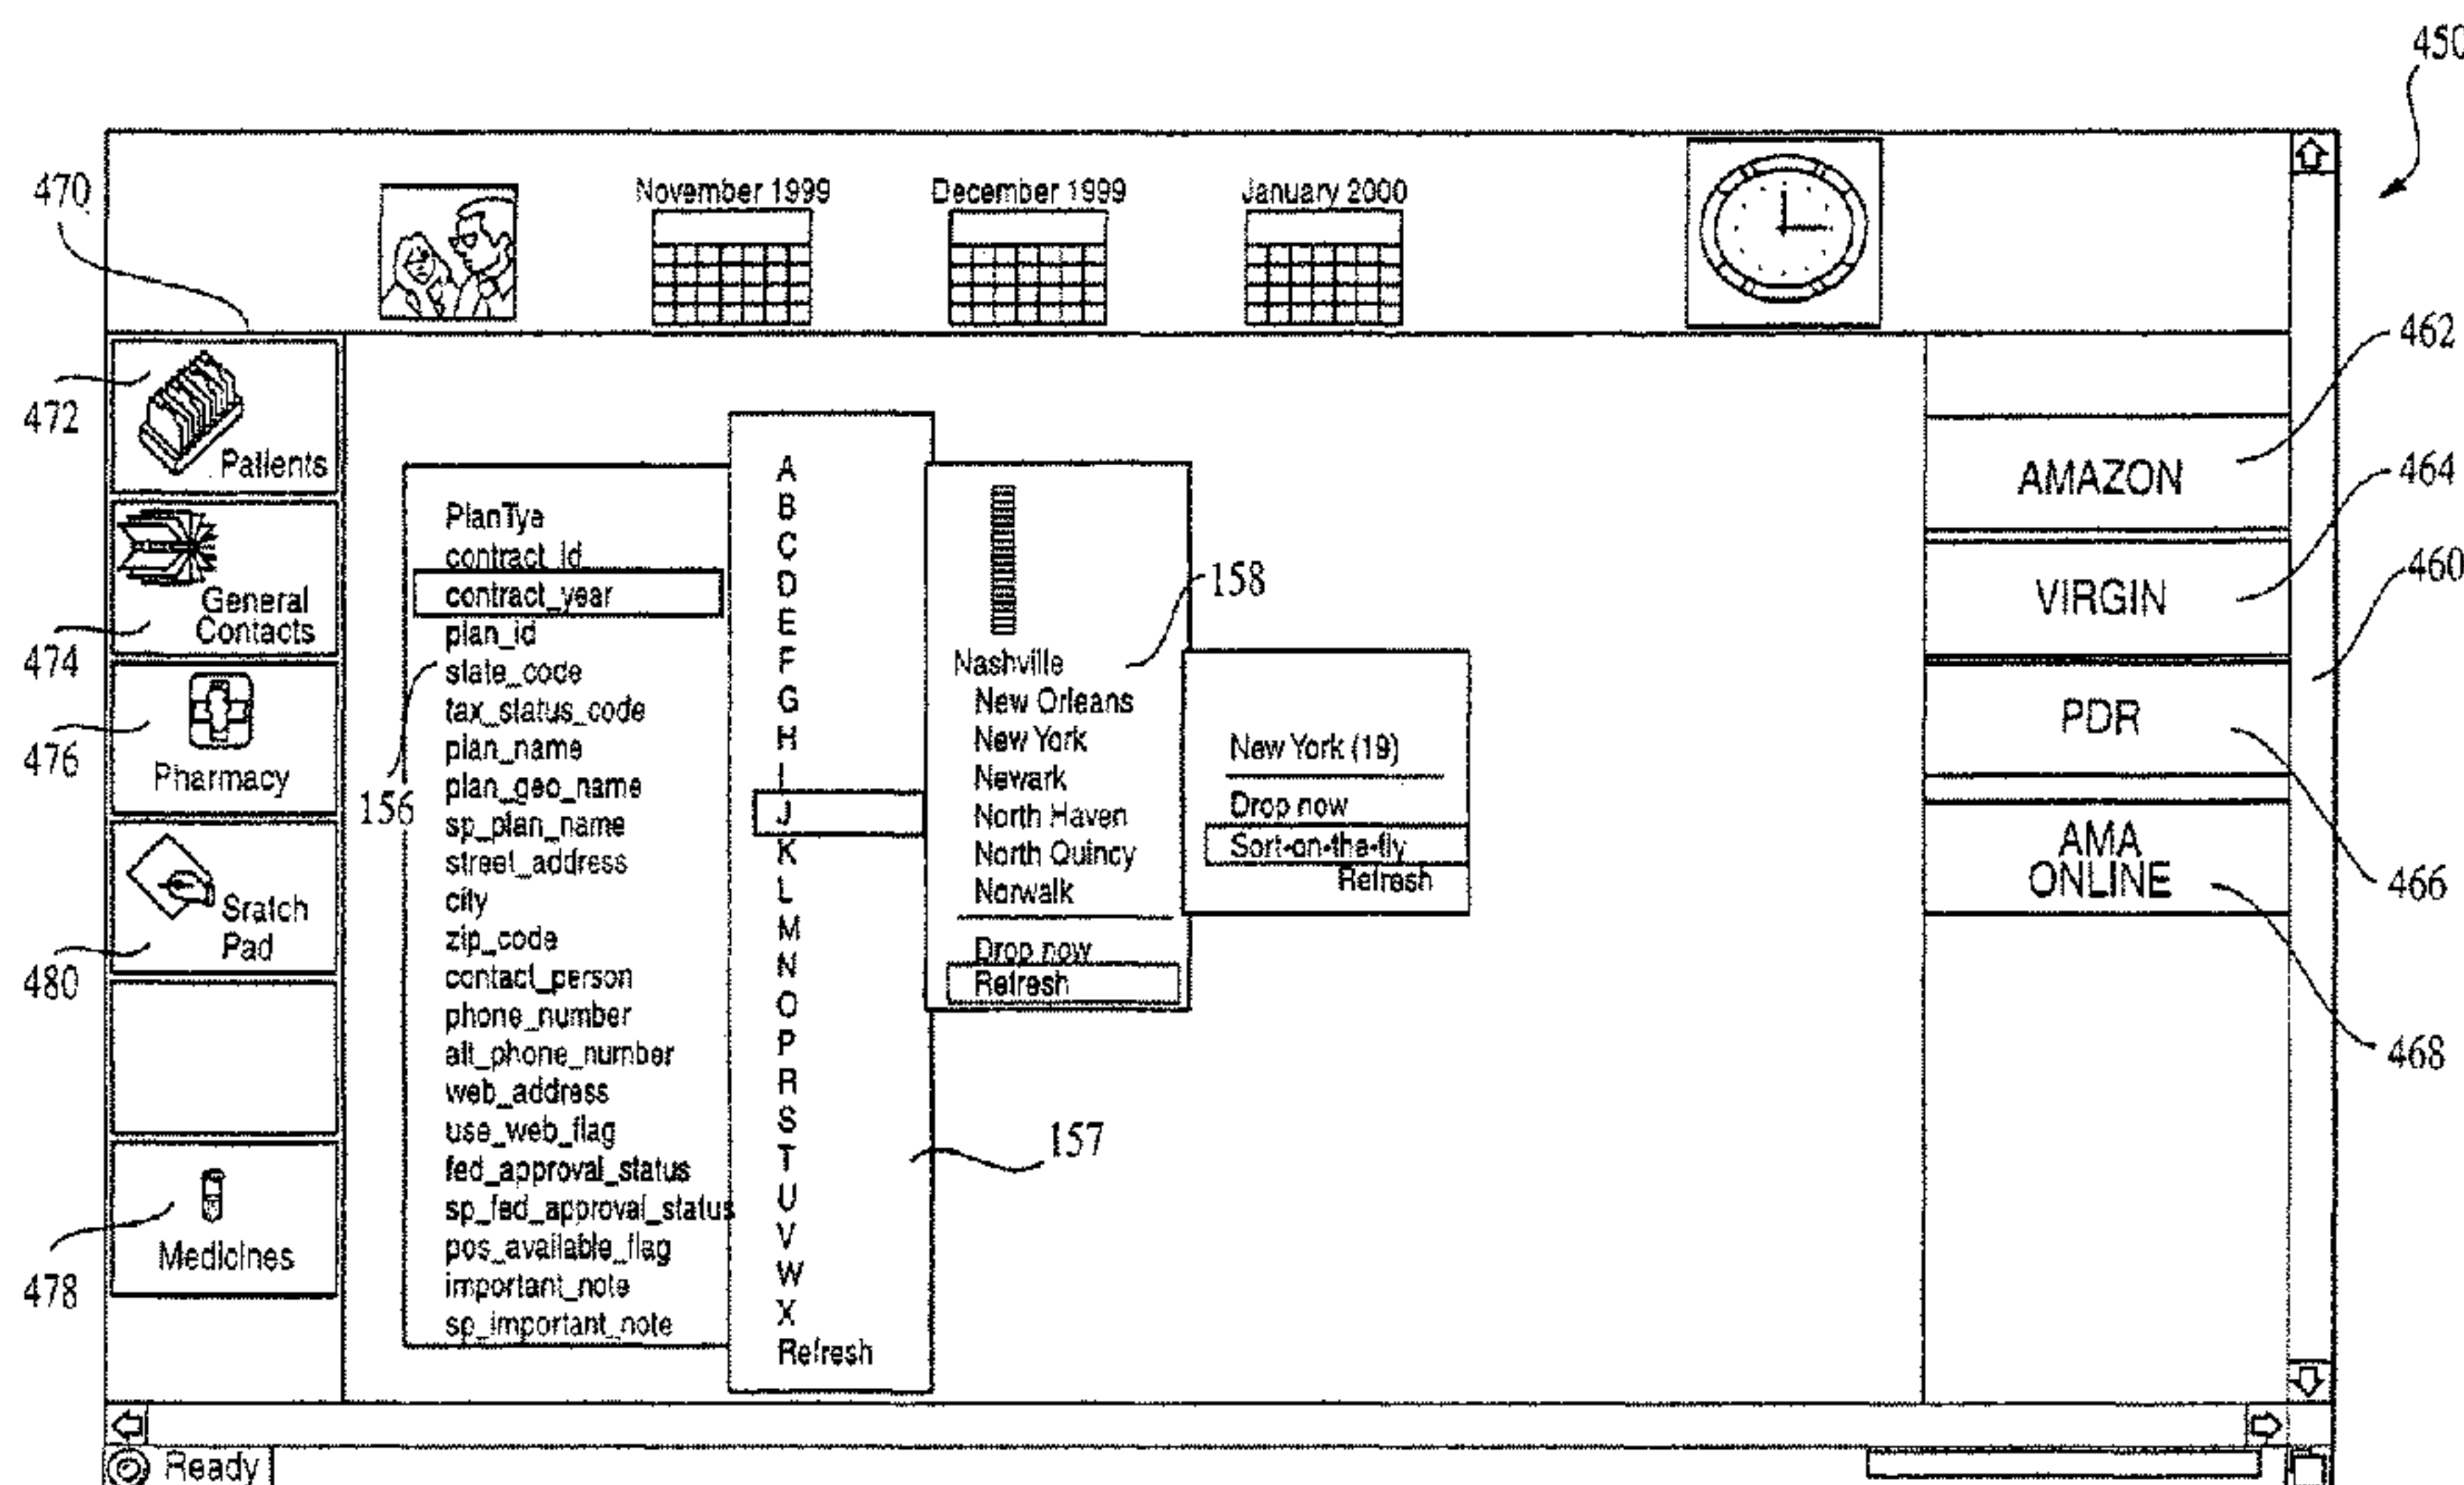 450
470
November 1999
December 1999
January 2000
472
Patients
474
General
Contacts
476
Pharmacy
480
Sratch
Pad
478
Medicines
156
PlanTye
contract_id
contract_year
plan_id
state_code
tax_status_code
plan_name
plan_geo_name
sp_plan_name
street_address
city
zip_code
contact_person
phone_number
alt_phone_number
web_address
use_web_flag
fed_approval_status
sp_fed_approval_status
pos_available_flag
important_note
sp_important_note
A
B
C
D
E
F
G
H
I
J
K
L
M
N
O
P
R
S
T
U
V
W
X
Refresh
157
158
Nashville
New Orleans
New York
Newark
North Haven
North Quincy
Norwalk
Drop now
Refresh
New York (19)
Drop now
Sort-on-the-fly
Refresh
AMAZON
VIRGIN
PDR
AMA
ONLINE
462
464
460
466
468
Ready